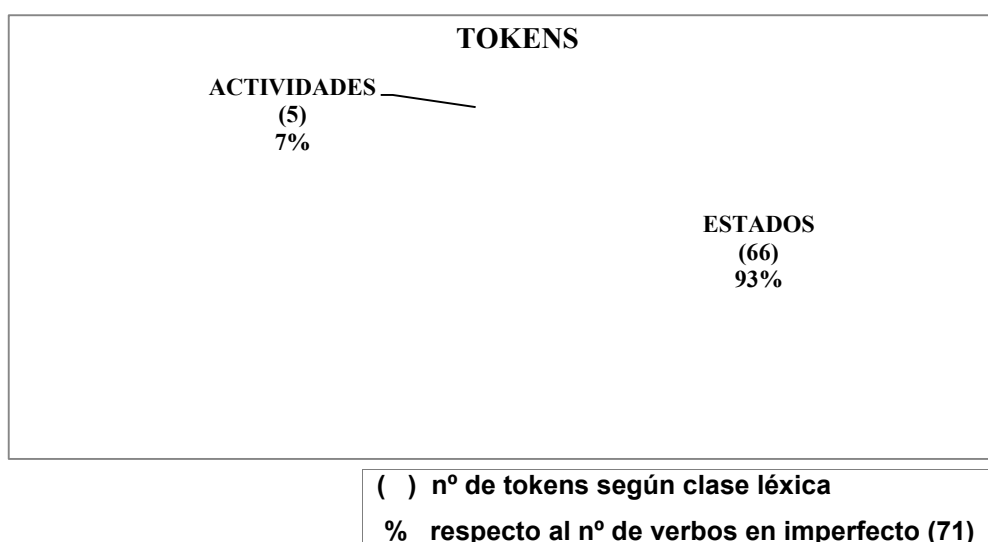 TOKENS
ACTIVIDADES
(5)
7%
ESTADOS
(66)
93%
( ) nº de tokens según clase léxica
% respecto al nº de verbos en imperfecto (71)